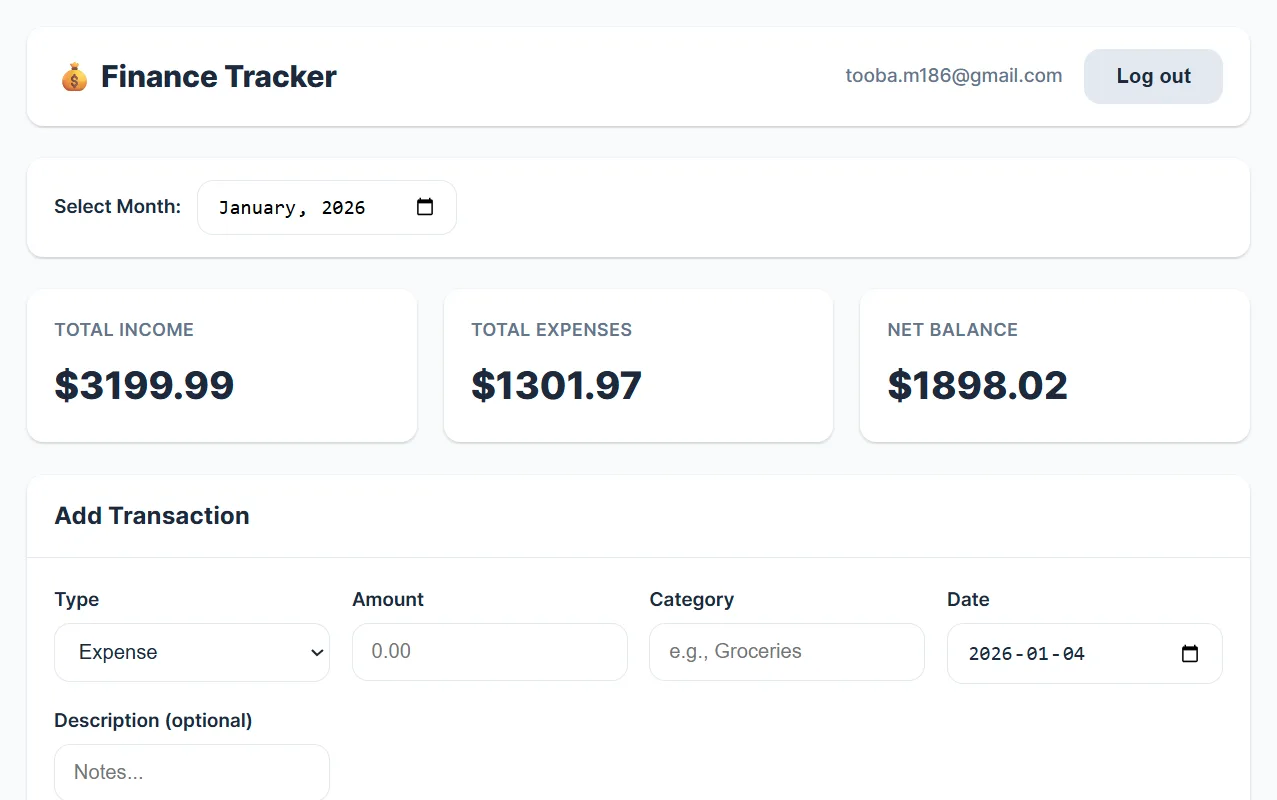 Finance Tracker
tooba.m186@gmail.com
Log out
Select Month:
January, 2026
TOTAL INCOME
$3199.99
TOTAL EXPENSES
$1301.97
NET BALANCE
$1898.02
Add Transaction
Type
Amount
Category
Date
Expense
0.00
e.g., Groceries
2026-01-04
Description (optional)
Notes...